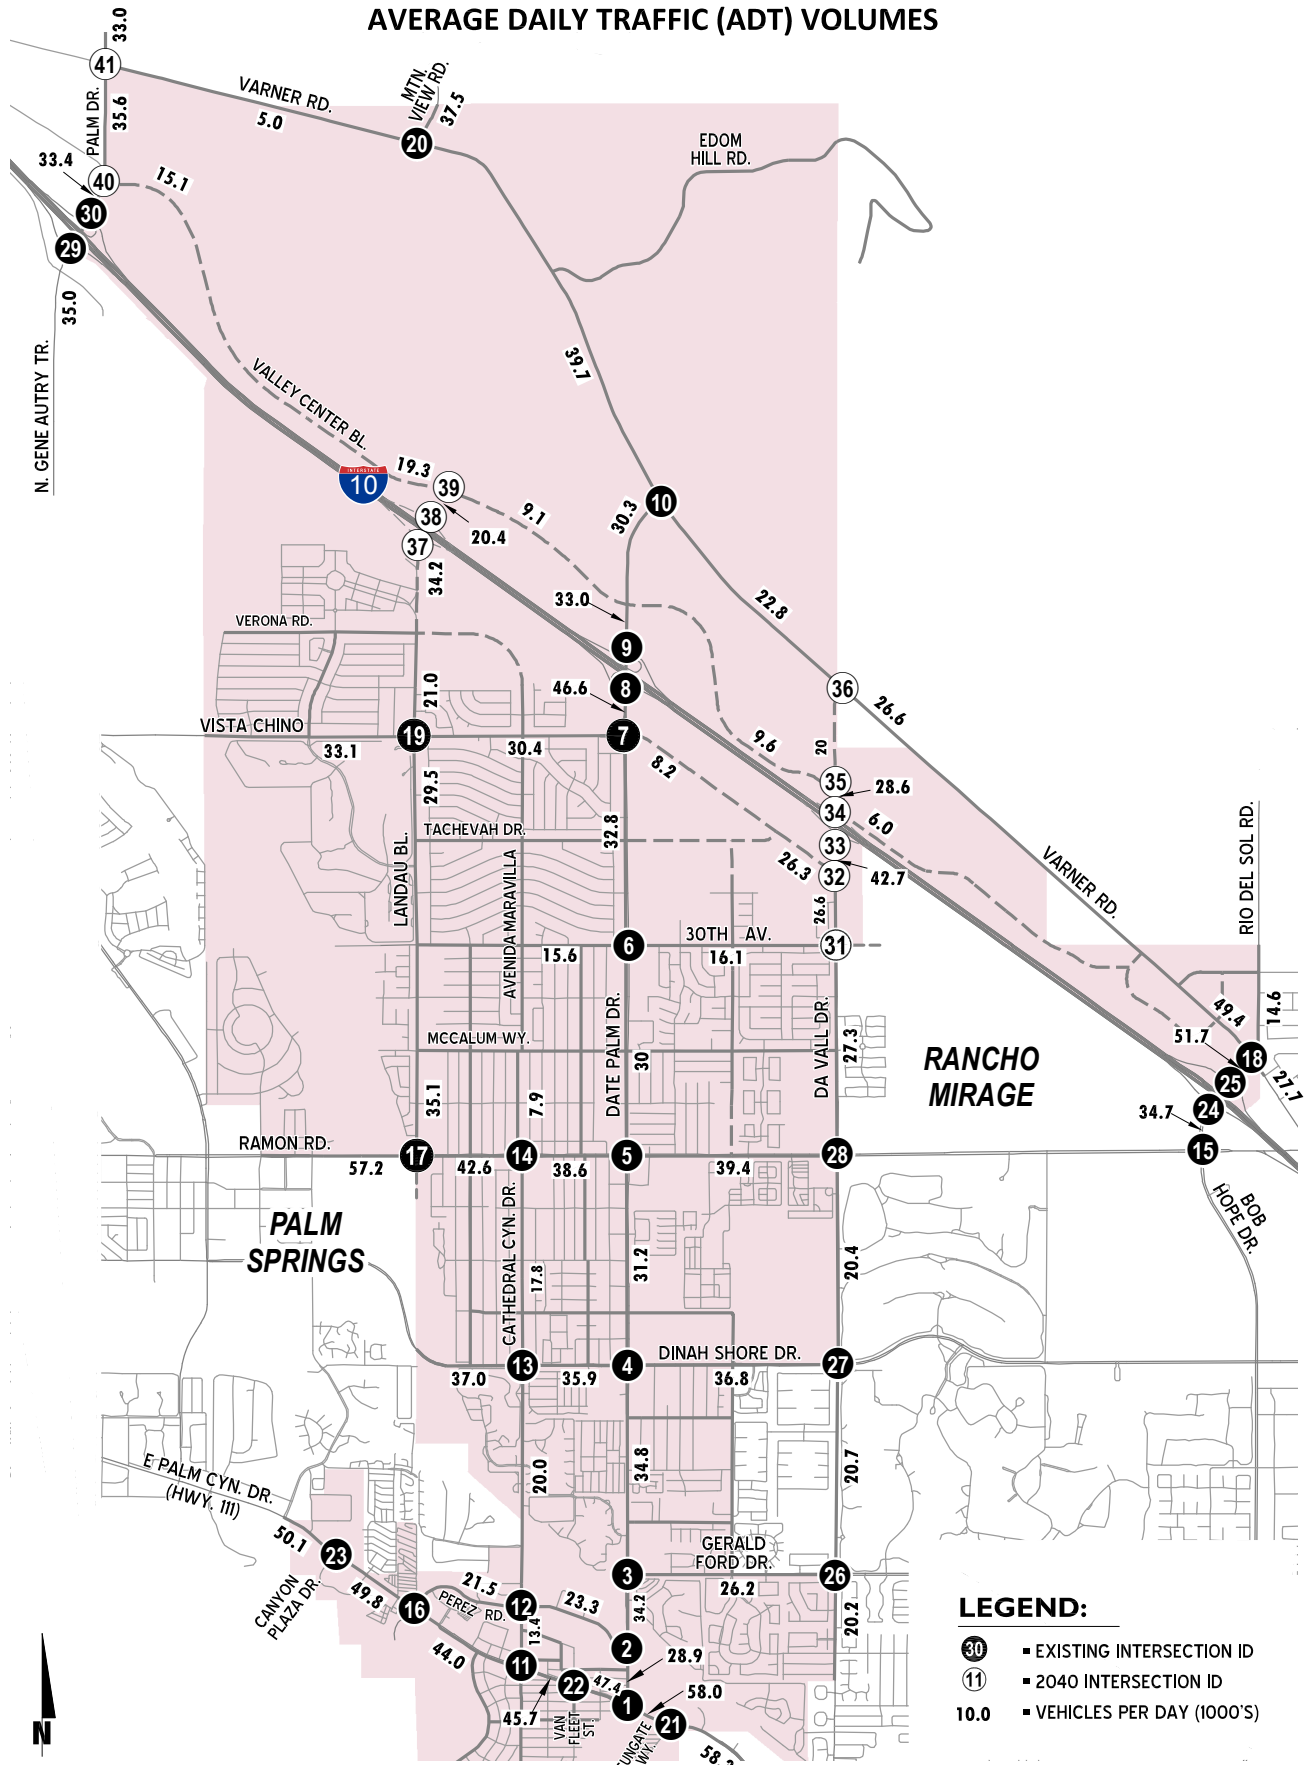 AVERAGE DAILY TRAFFIC (ADT) VOLUMES
33.0
41
PALM DR.
35.6
VARNER RD.
5.0
MTN.
VIEW RD.
37.5
20
EDOM
HILL RD.
33.4
40
15.1
30
29
35.0
N. GENE AUTRY TR.
39.7
VALLEY CENTER BL.
INTERSTATE
10
19.3
39
38
20.4
37
9.1
30.3
10
34.2
33.0
22.8
VERONA RD.
9
21.0
46.6
8
36
26.6
VISTA CHINO
33.1
19
30.4
7
8.2
9.6
20
35
28.6
29.5
34
6.0
TACHEVAH DR.
32.8
33
26.3
32
42.7
LANDAU BL.
AVENIDA MARAVILLA
26.6
VARNER RD.
RIO DEL SOL RD.
15.6
6
30TH AV.
16.1
31
MCCALUM WY.
DATE PALM DR.
30
DA VALL DR.
27.3
RANCHO
MIRAGE
49.4
14.6
51.7
18
25
27.7
24
34.7
35.1
7.9
RAMON RD.
57.2
17
42.6
14
38.6
5
39.4
28
15
BOB
HOPE DR.
PALM
SPRINGS
CATHEDRAL CYN. DR.
17.8
31.2
20.4
37.0
13
35.9
4
DINAH SHORE DR.
36.8
27
20.0
34.8
20.7
E PALM CYN. DR.
(HWY. 111)
50.1
23
CANYON
PLAZA DR.
49.8
16
21.5
PEREZ RD.
12
23.3
3
34.2
GERALD
FORD DR.
26.2
26
20.2
13.4
2
44.0
11
28.9
45.7
22
47.4
1
58.0
VAN
FLEET
ST.
21
WY.
LEGEND:
30 = EXISTING INTERSECTION ID
11 = 2040 INTERSECTION ID
10.0 = VEHICLES PER DAY (1000'S)
N